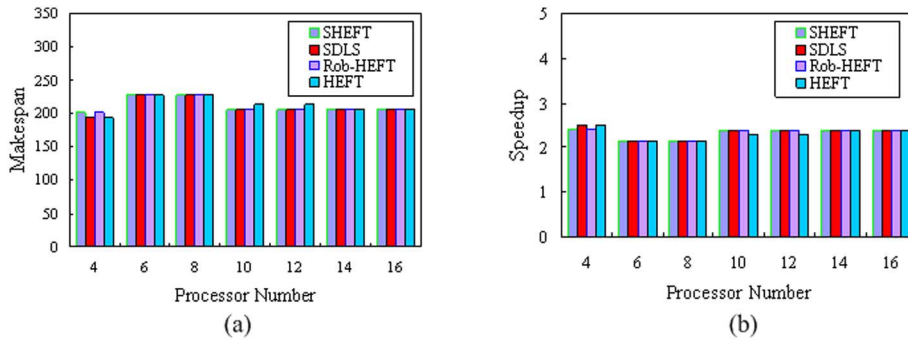 350
300
250
200
150
100
50
0
Makespan
SHEFT
SDLS
Rob-HEFT
HEFT
4 6 8 10 12 14 16
Processor Number
(a)
5
4
3
2
1
0
Speedup
SHEFT
SDLS
Rob-HEFT
HEFT
4 6 8 10 12 14 16
Processor Number
(b)